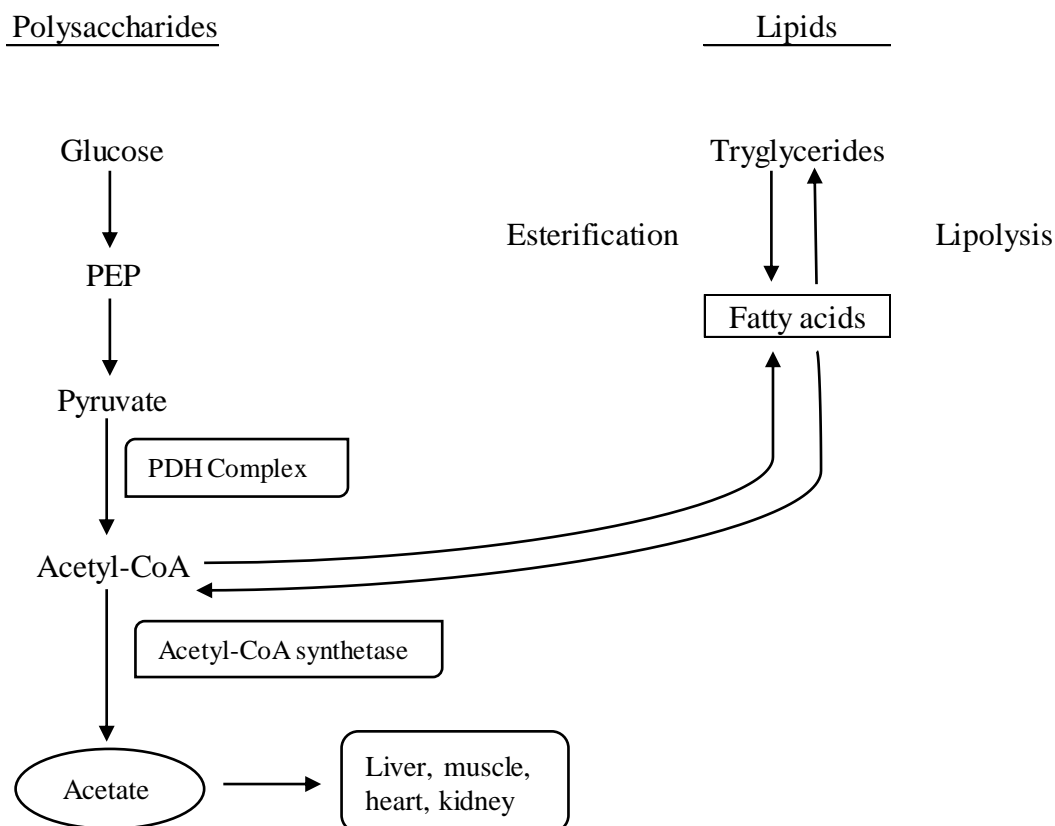 Polysaccharides
Lipids
Glucose
Tryglycerides
Esterification
Lipolysis
PEP
Fatty acids
Pyruvate
PDH Complex
Acetyl-CoA
Acetyl-CoA synthetase
Acetate
Liver, muscle,
heart, kidney